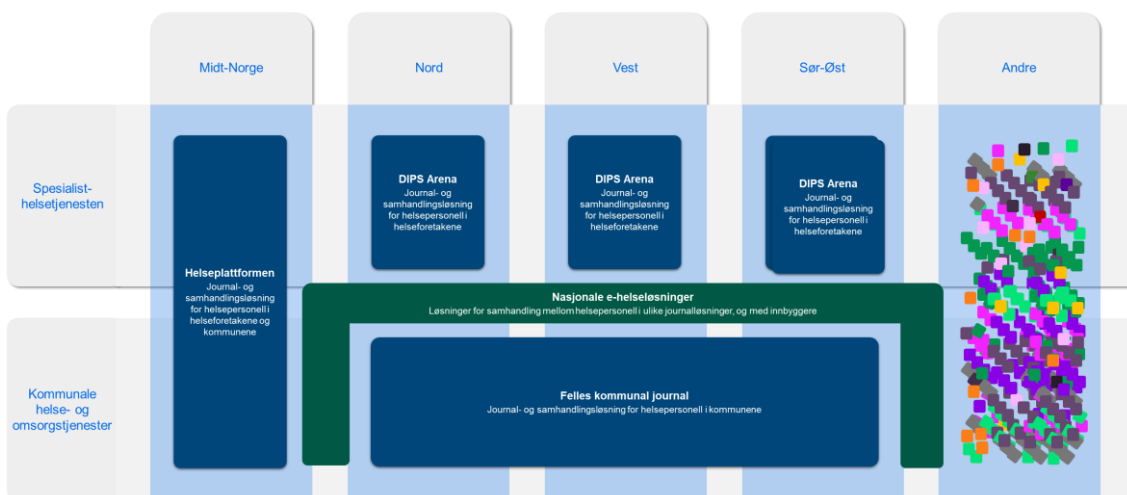 Midt-Norge
Nord
Vest
Sør-Øst
Andre
Spesialist-
helsetjenesten
DIPS Arena
Journal- og
samhandlingsløsning
for helsepersonell i
helseforetakene
DIPS Arena
Journal- og
samhandlingsløsning
for helsepersonell i
helseforetakene
DIPS Arena
Journal- og
samhandlingsløsning
for helsepersonell i
helseforetakene
Helseplattformen
Journal- og
samhandlingsløsning
for helsepersonell i
helseforetakene og
kommunene
Nasjonale e-helseløsninger
Løsninger for samhandling mellom helsepersonell i ulike journalløsninger, og med innbyggere
Kommunale
helse- og
omsorgstjenester
Felles kommunal journal
Journal- og samhandlingsløsning for helsepersonell i kommunene